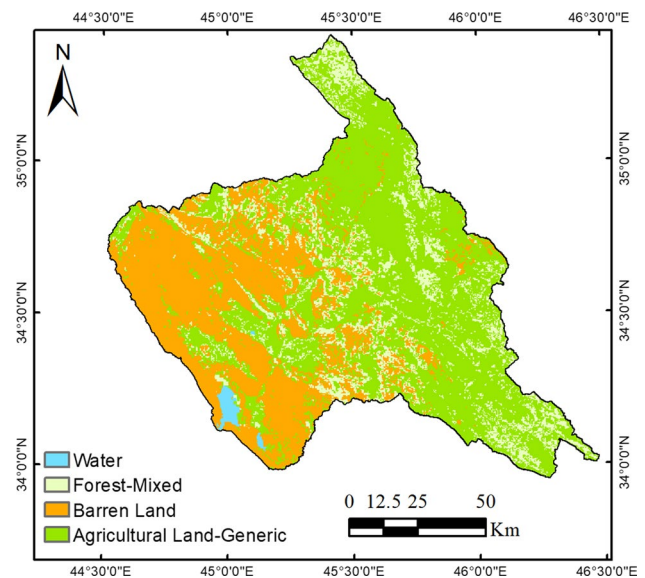 44°30'0"E 45°0'0"E 45°30'0"E 46°0'0"E 46°30'0"E
N
35°0'0"N 35°0'0"N
34°30'0"N 34°30'0"N
34°0'0"N 34°0'0"N
Water
Forest-Mixed
Barren Land
Agricultural Land-Generic
0 12.5 25 50
Km
44°30'0"E 45°0'0"E 45°30'0"E 46°0'0"E 46°30'0"E